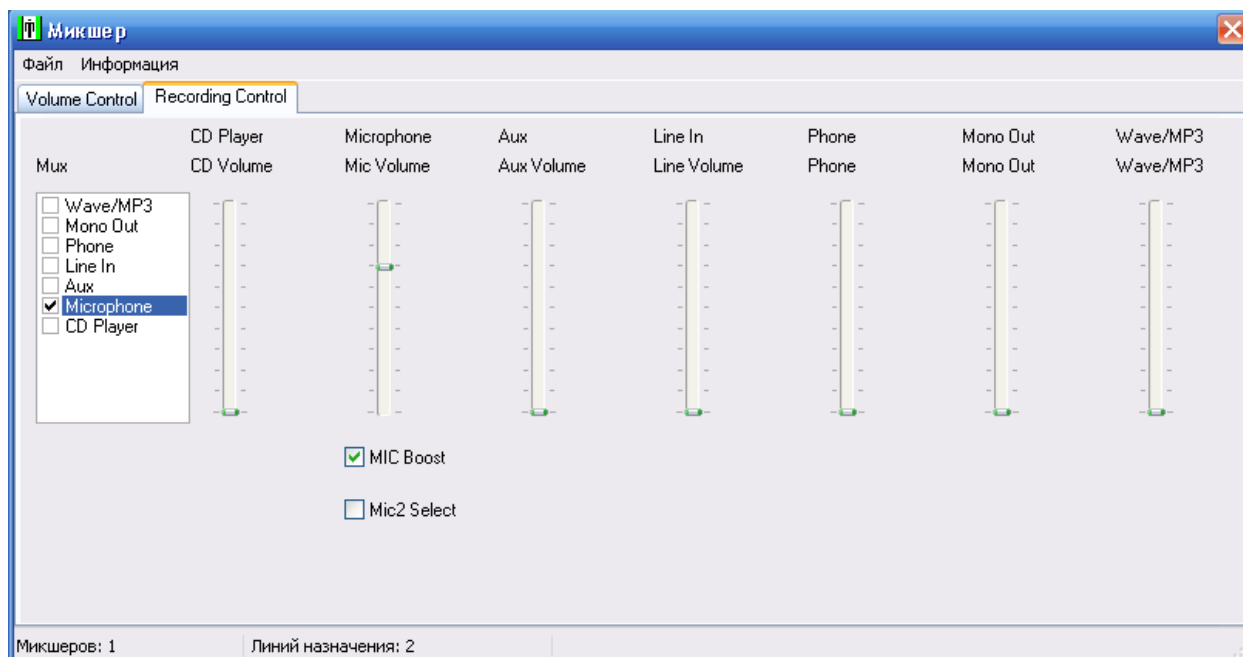 Микшер
Файл Информация
Volume Control Recording Control
CD Player Microphone Aux Line In Phone Mono Out Wave/MP3
Mux CD Volume Mic Volume Aux Volume Line Volume Phone Mono Out Wave/MP3
Wave/MP3
Mono Out
Phone
Line In
Aux
Microphone
CD Player
MIC Boost
Mic2 Select
Микшеров: 1 Линий назначения: 2